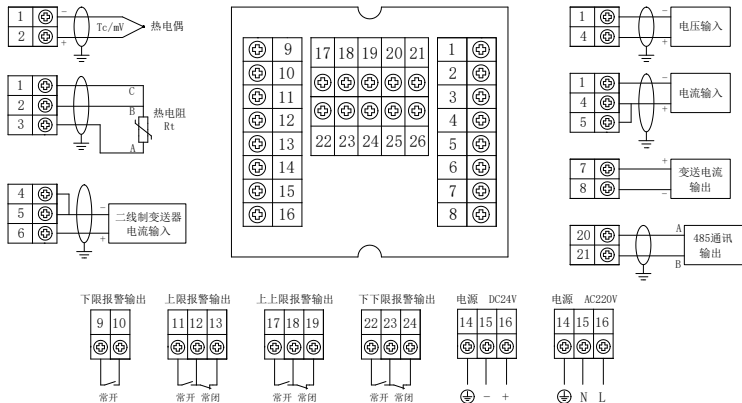 1
2
−
+
Tc/mV
热电偶
1
2
3
C
B
A
热电阻
Rt
4
5
6
−
+
二线制变送器
电流输入
9
10
11
12
13
14
15
16
17 18 19 20 21
22 23 24 25 26
1
2
3
4
5
6
7
8
1
4
−
+
电压输入
1
4
5
−
+
电流输入
7
8
+
−
变送电流
输出
20
21
A
B
485通讯
输出
下限报警输出
9 10
常开
上限报警输出
11 12 13
常开 常闭
上上限报警输出
17 18 19
常开 常闭
下下限报警输出
22 23 24
常开 常闭
电源 DC24V
14 15 16
− +
电源 AC220V
14 15 16
N L